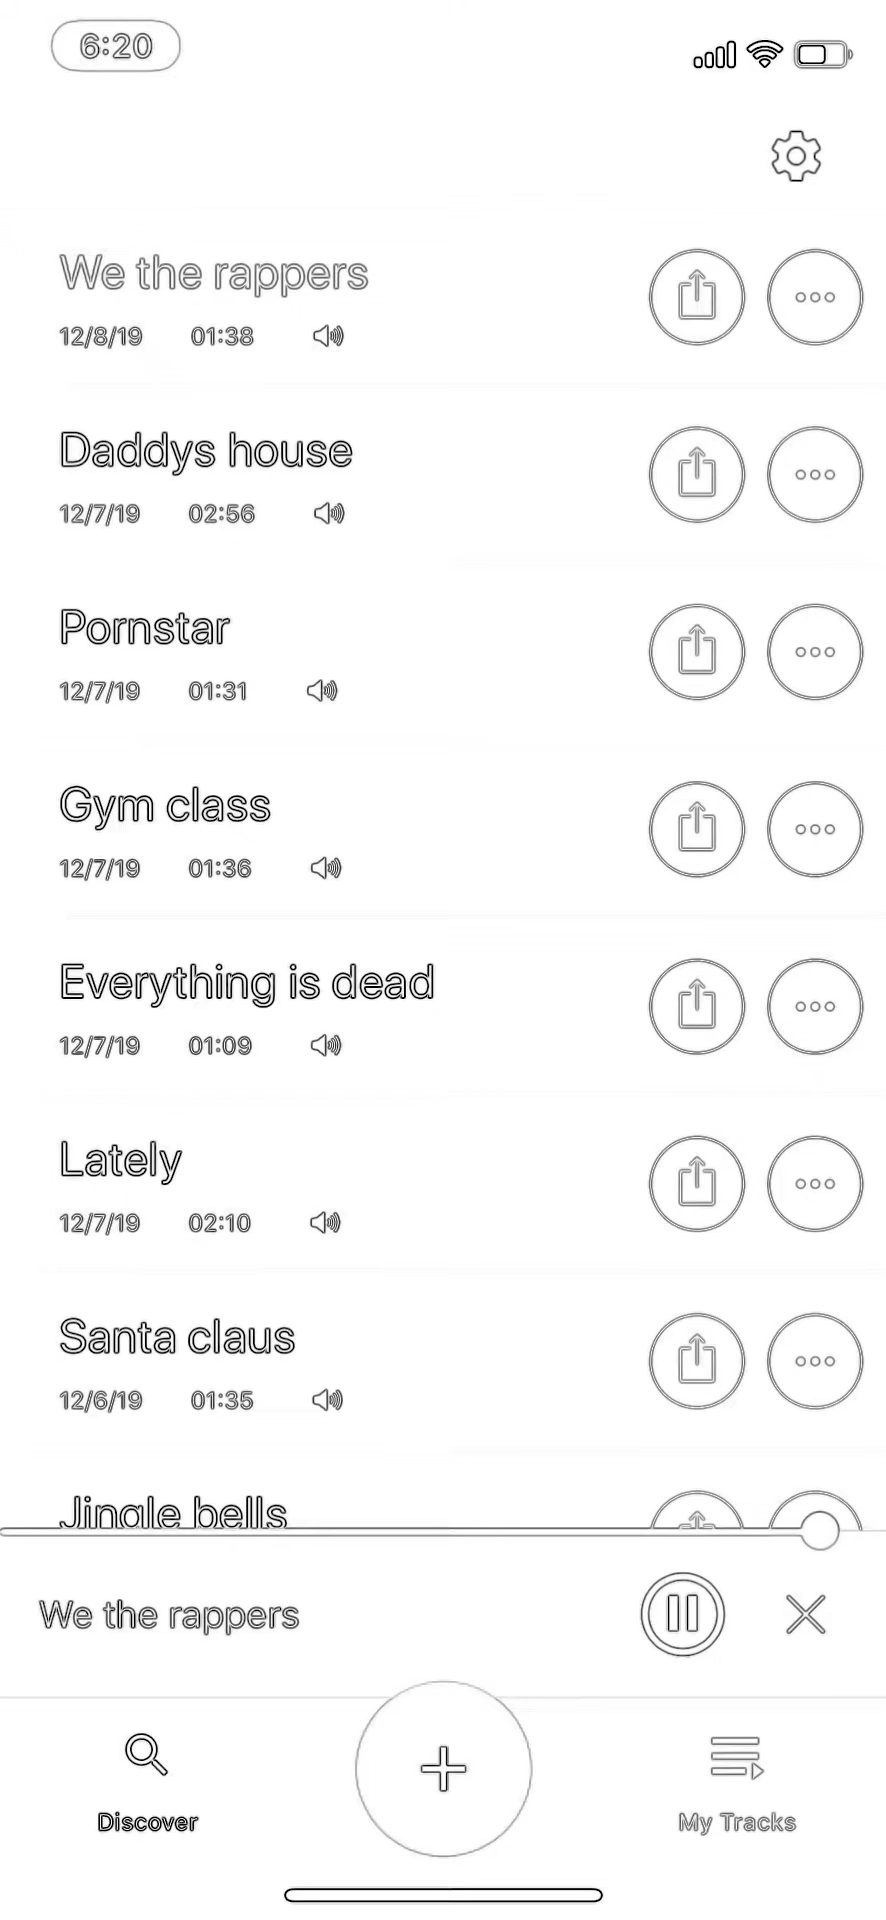 6:20
We the rappers
12/8/19 01:38
Daddys house
12/7/19 02:56
Pornstar
12/7/19 01:31
Gym class
12/7/19 01:36
Everything is dead
12/7/19 01:09
Lately
12/7/19 02:10
Santa claus
12/6/19 01:35
Jingle bells
We the rappers
Discover My Tracks